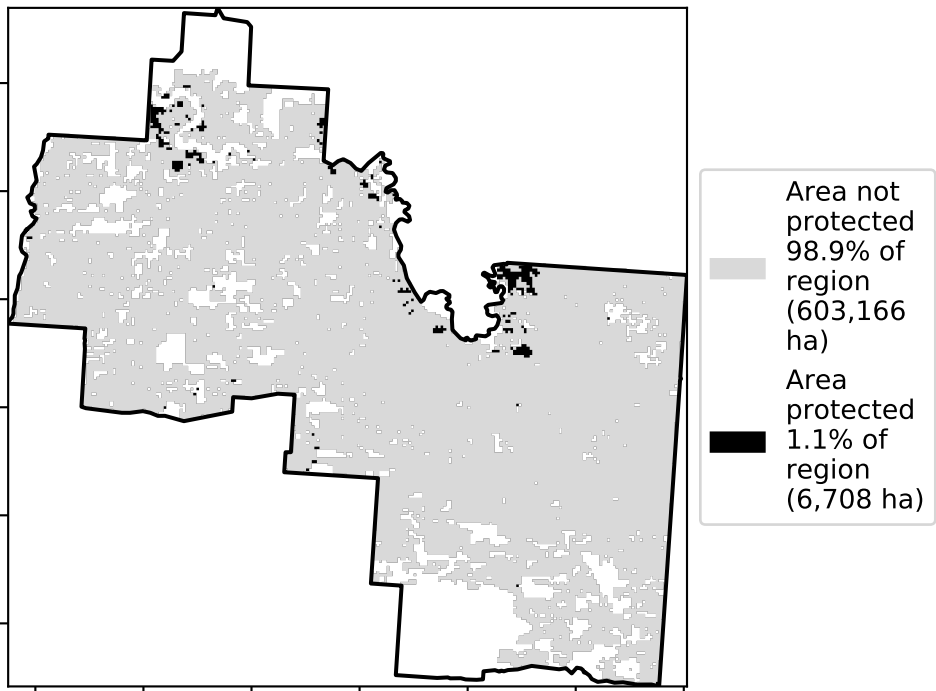 Area not
protected
98.9% of
region
(603,166
ha)
Area
protected
1.1% of
region
(6,708 ha)